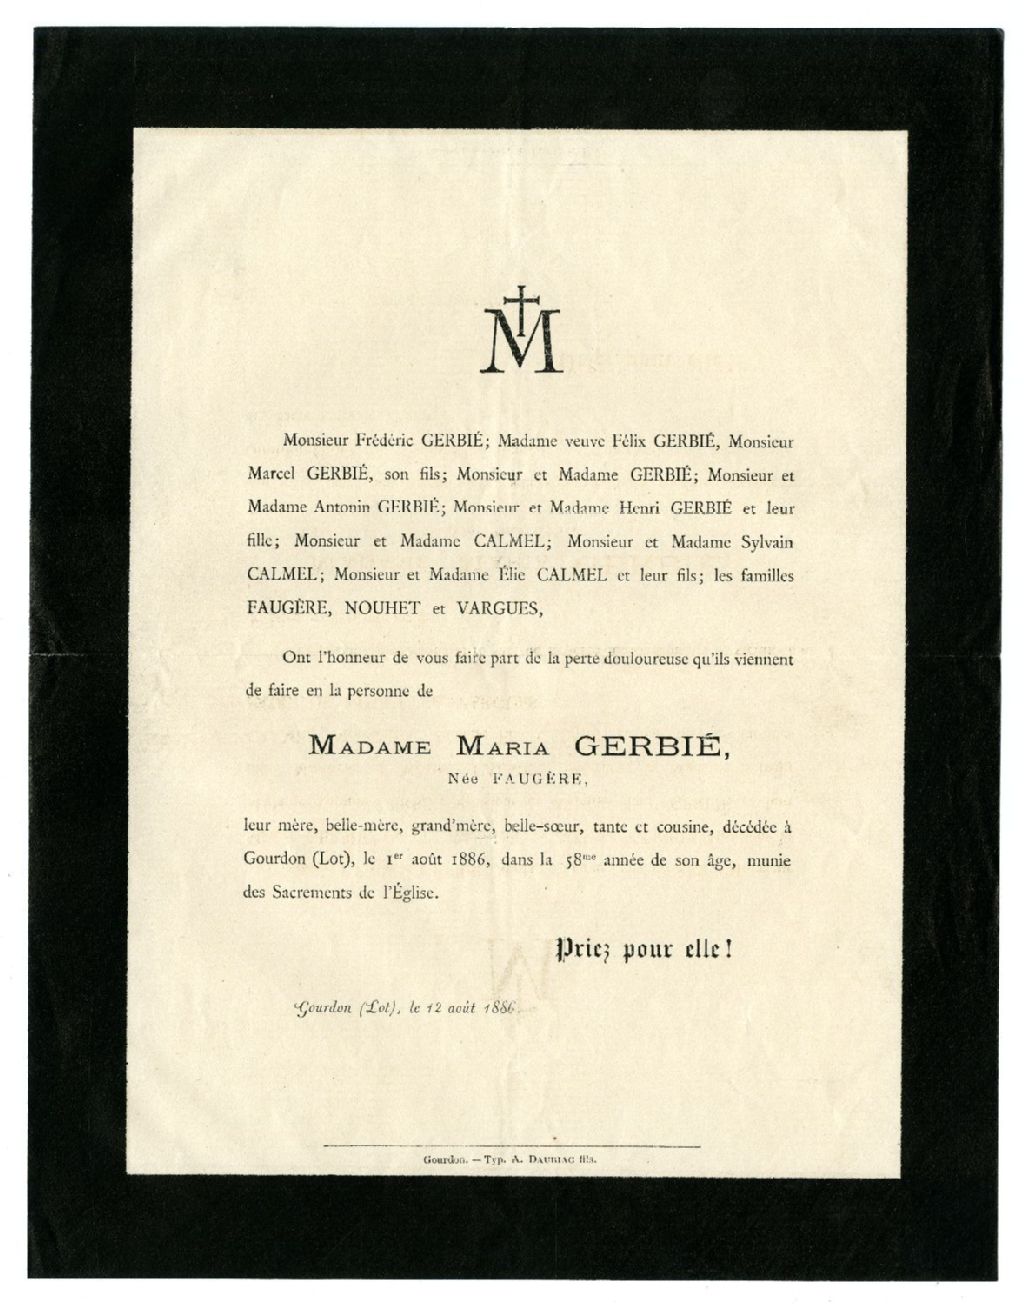 M
Monsieur Frédéric GERBIÉ; Madame veuve Félix GERBIÉ, Monsieur
Marcel GERBIÉ, son fils; Monsieur et Madame GERBIÉ; Monsieur et
Madame Antonin GERBIÉ; Monsieur et Madame Henri GERBIÉ et leur
fille; Monsieur et Madame CALMEL; Monsieur et Madame Sylvain
CALMEL; Monsieur et Madame Élie CALMEL et leur fils; les familles
FAUGÈRE, NOUHET et VARGUES,
Ont l'honneur de vous faire part de la perte douloureuse qu'ils viennent
de faire en la personne de
MADAME MARIA GERBIÉ,
Née FAUGÈRE,
leur mère, belle-mère, grand'mère, belle-sœur, tante et cousine, décédée à
Gourdon (Lot), le 1er août 1886, dans la 58me année de son âge, munie
des Sacrements de l'Église.
Priez pour elle!
Gourdon (Lot), le 12 août 1886.
Gourdon. — Typ. A. DAURIAC fils.